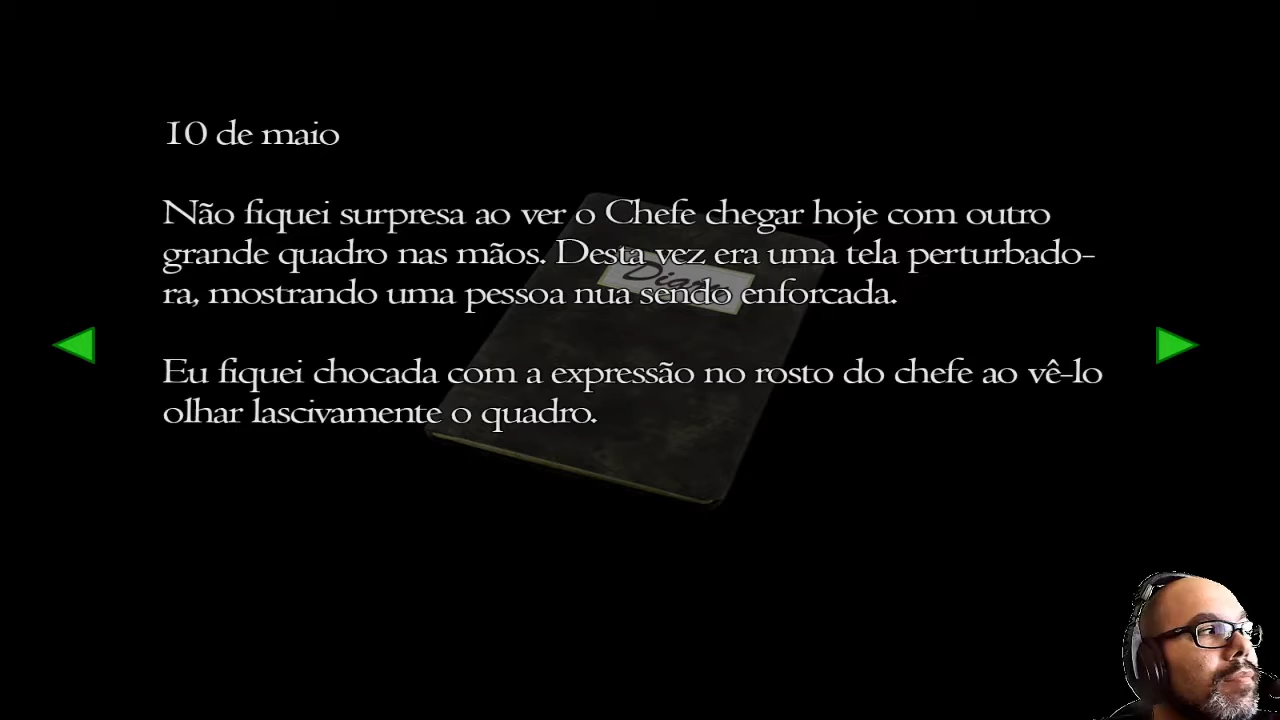 10 de maio
Não fiquei surpresa ao ver o Chefe chegar hoje com outro
grande quadro nas mãos. Desta vez era uma tela perturbado-
ra, mostrando uma pessoa nua sendo enforcada.
Diary
Eu fiquei chocada com a expressão no rosto do chefe ao vê-lo
olhar lascivamente o quadro.